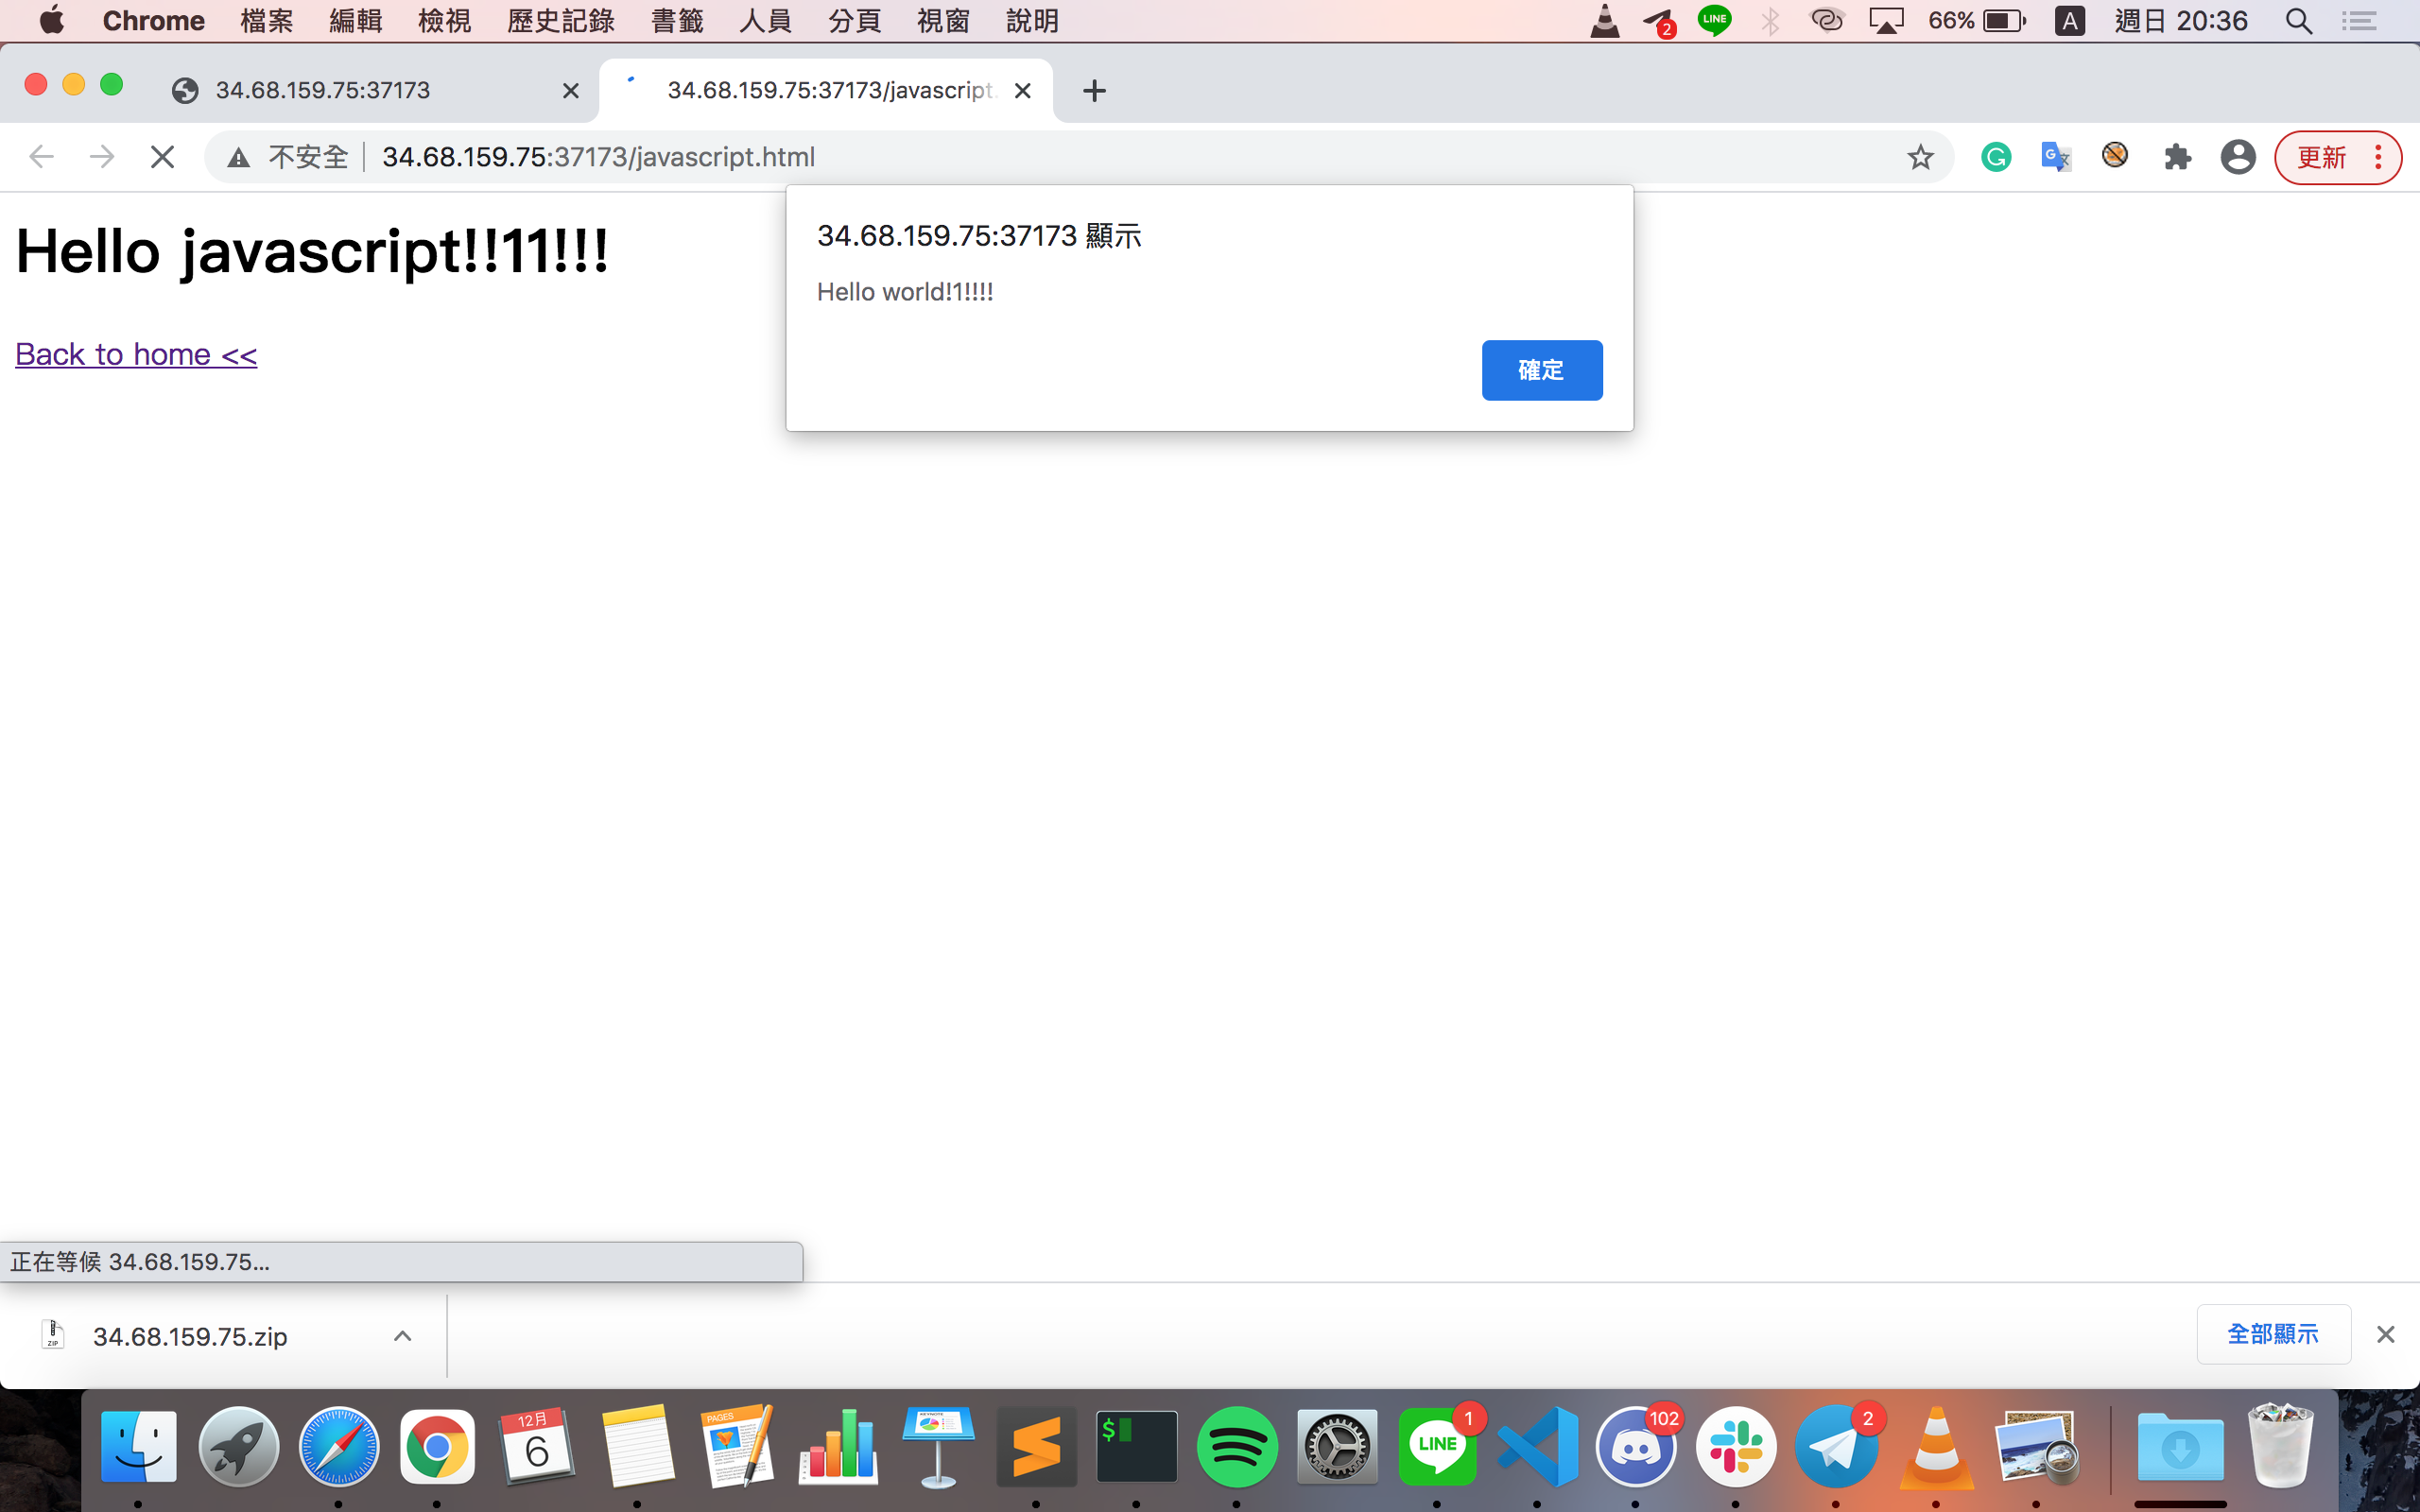 Chrome 檔案 編輯 檢視 歷史記錄 書籤 人員 分頁 視窗 說明 2 LINE 66% A 週日 20:36
34.68.159.75:37173 34.68.159.75:37173/javascript.
不安全 34.68.159.75:37173/javascript.html 更新
Hello javascript!!11!!!
34.68.159.75:37173 顯示
Hello world!1!!!!
確定
Back to home <<
正在等候 34.68.159.75...
ZIP 34.68.159.75.zip 全部顯示
12月 6 PAGES KEYNOTE $ LINE 1 102 2